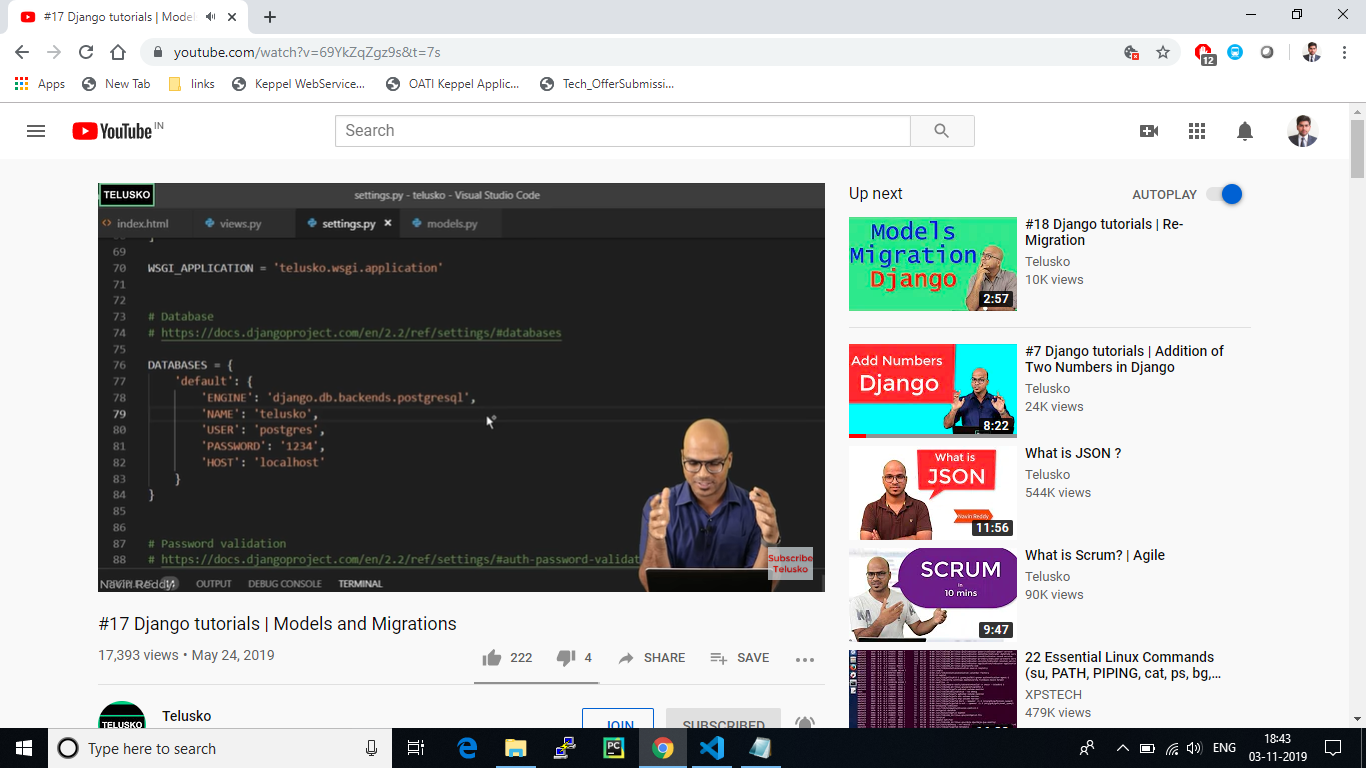 #17 Django tutorials | Model
youtube.com/watch?v=69YkZqZgz9s&t=7s
12
Apps
New Tab
links
Keppel WebService...
OATI Keppel Applic...
Tech_OfferSubmissi...
YouTube IN
Search
TELUSKO
settings.py - telusko - Visual Studio Code
index.html
views.py
settings.py
models.py
69
70 WSGI_APPLICATION = 'telusko.wsgi.application'
71
72
73 # Database
74 # https://docs.djangoproject.com/en/2.2/ref/settings/#databases
75
76 DATABASES = {
77 'default': {
78 'ENGINE': 'django.db.backends.postgresql',
79 'NAME': 'telusko',
80 'USER': 'postgres',
81 'PASSWORD': '1234',
82 'HOST': 'localhost'
83 }
84 }
85
86
87 # Password validation
88 # https://docs.djangoproject.com/en/2.2/ref/settings/#auth-password-validat
Navin Reddy
OUTPUT
DEBUG CONSOLE
TERMINAL
Subscribe
Telusko
#17 Django tutorials | Models and Migrations
17,393 views • May 24, 2019
222
4
SHARE
SAVE
TELUSKO
Telusko
JOIN
SUBSCRIBED
Up next
AUTOPLAY
Models
Migration
Django
2:57
#18 Django tutorials | Re-
Migration
Telusko
10K views
Add Numbers
Django
8:22
#7 Django tutorials | Addition of
Two Numbers in Django
Telusko
24K views
What is
JSON
Navin Reddy
11:56
What is JSON ?
Telusko
544K views
SCRUM
in
10 mins
9:47
What is Scrum? | Agile
Telusko
90K views
22 Essential Linux Commands
(su, PATH, PIPING, cat, ps, bg,...
XPSTECH
479K views
Type here to search
PC
ENG
18:43
03-11-2019